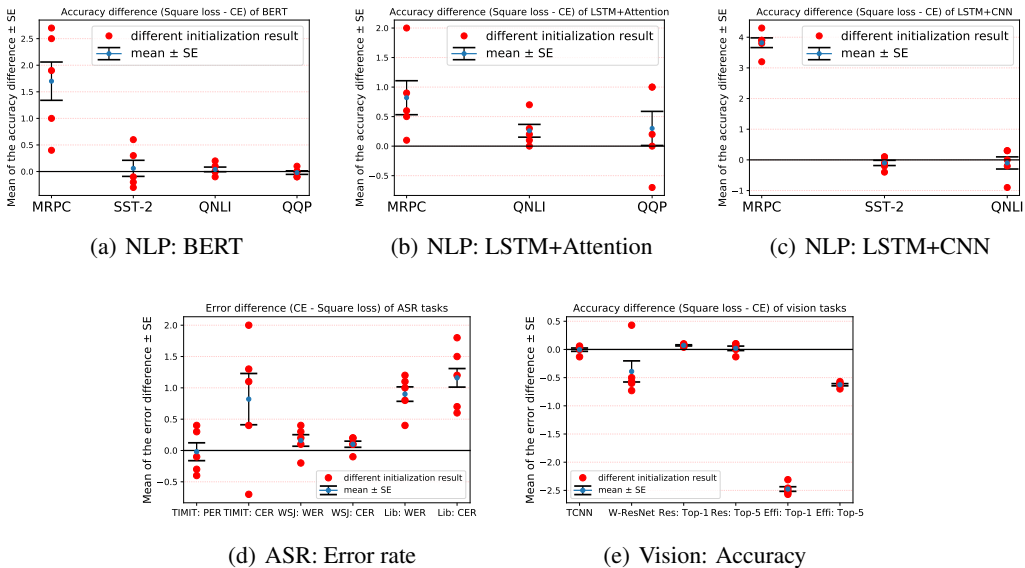 Accuracy difference (Square loss - CE) of BERT
Mean of the accuracy difference ± SE
2.5
2.0
1.5
1.0
0.5
0.0
different initialization result
mean ± SE
MRPC SST-2 QNLI QQP
(a) NLP: BERT
Accuracy difference (Square loss - CE) of LSTM+Attention
Mean of the accuracy difference ± SE
2.0
1.5
1.0
0.5
0.0
−0.5
different initialization result
mean ± SE
MRPC QNLI QQP
(b) NLP: LSTM+Attention
Accuracy difference (Square loss - CE) of LSTM+CNN
Mean of the accuracy difference ± SE
4
3
2
1
0
−1
different initialization result
mean ± SE
MRPC SST-2 QNLI
(c) NLP: LSTM+CNN
Error difference (CE - Square loss) of ASR tasks
Mean of the error difference ± SE
2.0
1.5
1.0
0.5
0.0
−0.5
different initialization result
mean ± SE
TIMIT: PER TIMIT: CER WSJ: WER WSJ: CER Lib: WER Lib: CER
(d) ASR: Error rate
Accuracy difference (Square loss - CE) of vision tasks
Mean of the error difference ± SE
0.5
0.0
−0.5
−1.0
−1.5
−2.0
−2.5
different initialization result
mean ± SE
TCNN W-ResNet Res: Top-1 Res: Top-5 Effi: Top-1 Effi: Top-5
(e) Vision: Accuracy